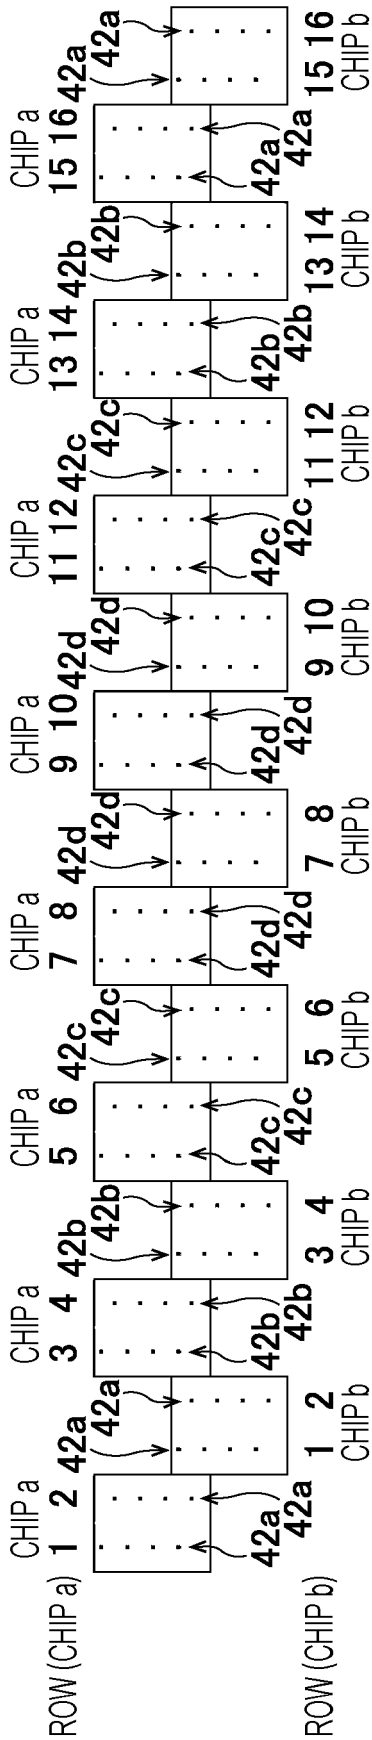 CHIP a CHIP a CHIP a CHIP a CHIP a CHIP a CHIP a CHIP a
ROW (CHIP a) 1 2 3 4 5 6 7 8 9 10 11 12 13 14 15 16
42a 42b 42c 42d 42d 42c 42b 42a
42a 42b 42c 42d 42d 42c 42b 42a
42a 42b 42c 42d 42d 42c 42b 42a
42a 42b 42c 42d 42d 42c 42b 42a
ROW (CHIP b) 1 2 3 4 5 6 7 8 9 10 11 12 13 14 15 16
CHIP b CHIP b CHIP b CHIP b CHIP b CHIP b CHIP b CHIP b